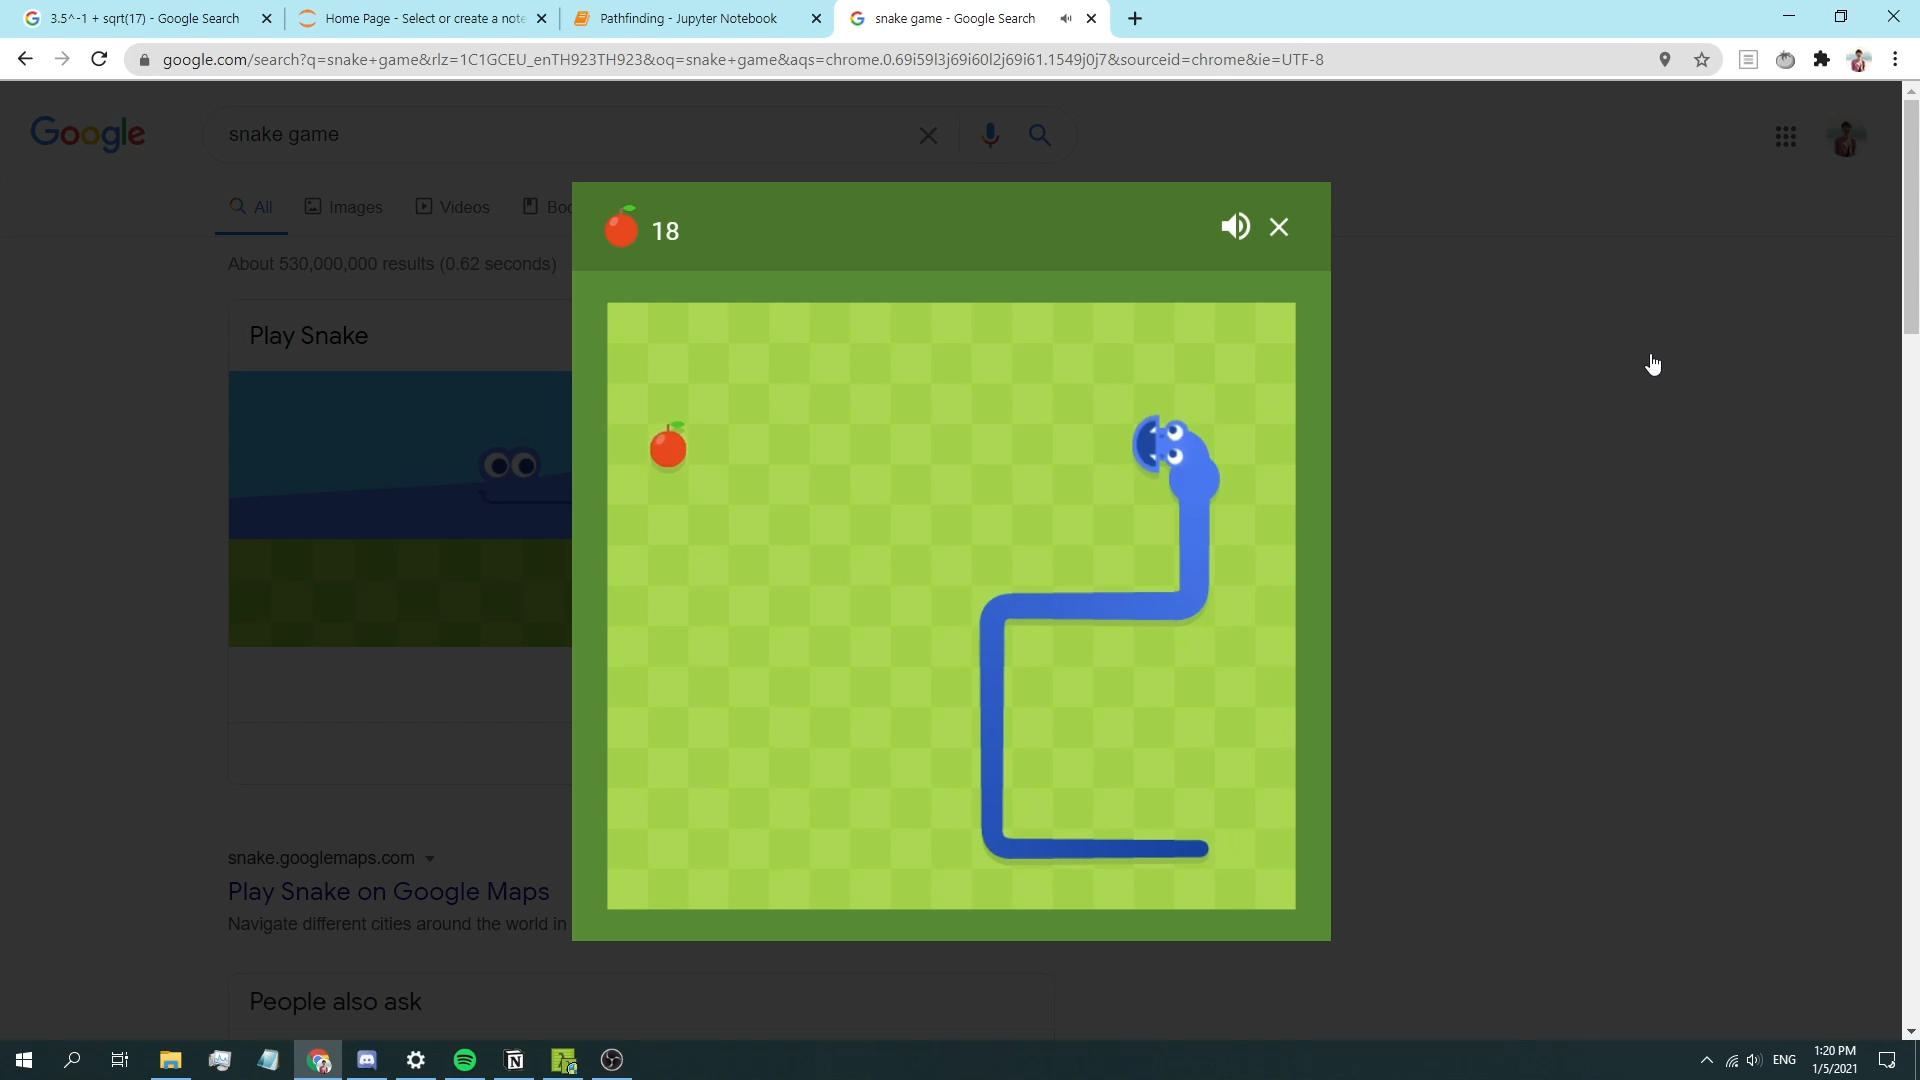 3.5^-1 + sqrt(17) - Google Search
Home Page - Select or create a note
Pathfinding - Jupyter Notebook
snake game - Google Search
google.com/search?q=snake+game&rlz=1C1GCEU_enTH923TH923&oq=snake+game&aqs=chrome.0.69i59l3j69i60l2j69i61.1549j0j7&sourceid=chrome&ie=UTF-8
Google
snake game
All
Images
Videos
Boo
About 530,000,000 results (0.62 seconds)
18
Play Snake
snake.googlemaps.com
Play Snake on Google Maps
Navigate different cities around the world in
People also ask
ENG
1:20 PM
1/5/2021